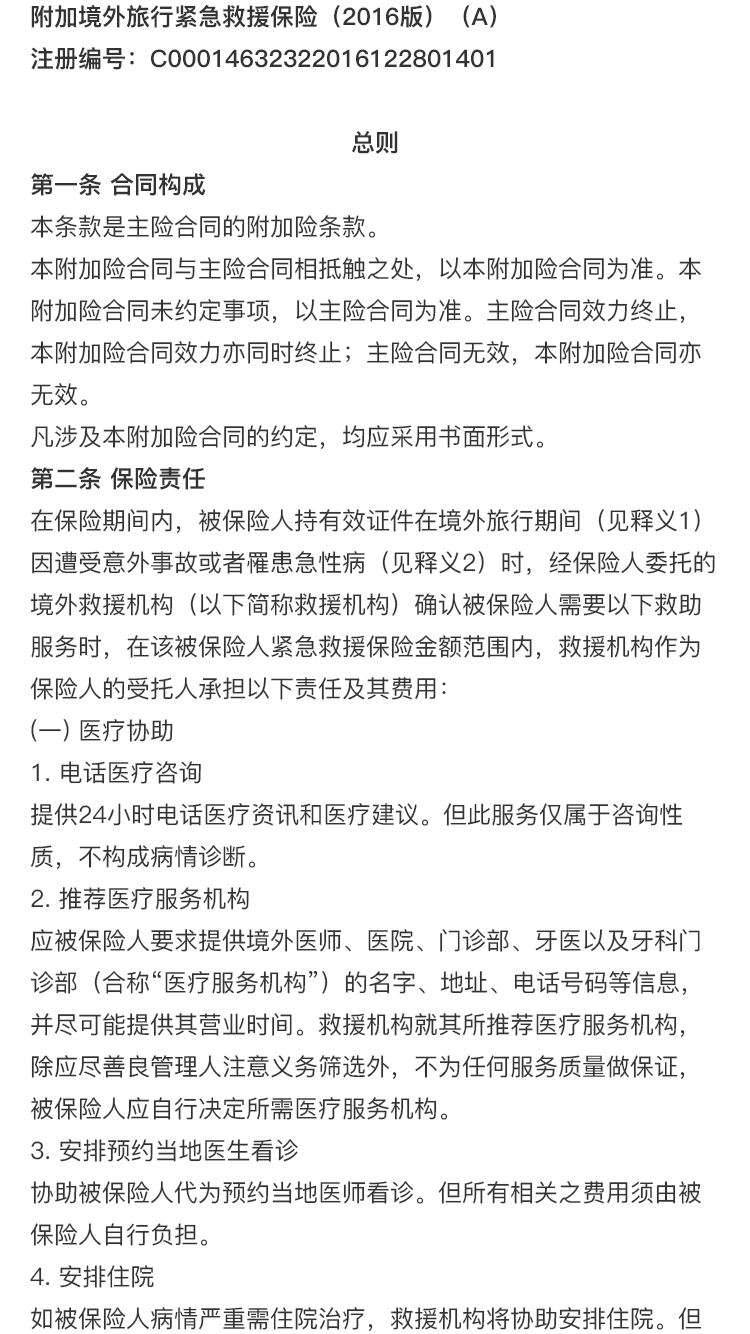 附加境外旅行紧急救援保险（2016版）（A）
注册编号：C00014632322016122801401
总则
第一条 合同构成
本条款是主险合同的附加险条款。
本附加险合同与主险合同相抵触之处，以本附加险合同为准。本
附加险合同未约定事项，以主险合同为准。主险合同效力终止，
本附加险合同效力亦同时终止；主险合同无效，本附加险合同亦
无效。
凡涉及本附加险合同的约定，均应采用书面形式。
第二条 保险责任
在保险期间内，被保险人持有效证件在境外旅行期间（见释义1）
因遭受意外事故或者罹患急性病（见释义2）时，经保险人委托的
境外救援机构（以下简称救援机构）确认被保险人需要以下救助
服务时，在该被保险人紧急救援保险金额范围内，救援机构作为
保险人的受托人承担以下责任及其费用：
(一) 医疗协助
1. 电话医疗咨询
提供24小时电话医疗资讯和医疗建议。但此服务仅属于咨询性
质，不构成病情诊断。
2. 推荐医疗服务机构
应被保险人要求提供境外医师、医院、门诊部、牙医以及牙科门
诊部（合称“医疗服务机构”）的名字、地址、电话号码等信息，
并尽可能提供其营业时间。救援机构就其所推荐医疗服务机构，
除应尽善良管理人注意义务筛选外，不为任何服务质量做保证，
被保险人应自行决定所需医疗服务机构。
3. 安排预约当地医生看诊
协助被保险人代为预约当地医师看诊。但所有相关之费用须由被
保险人自行负担。
4. 安排住院
如被保险人病情严重需住院治疗，救援机构将协助安排住院。但